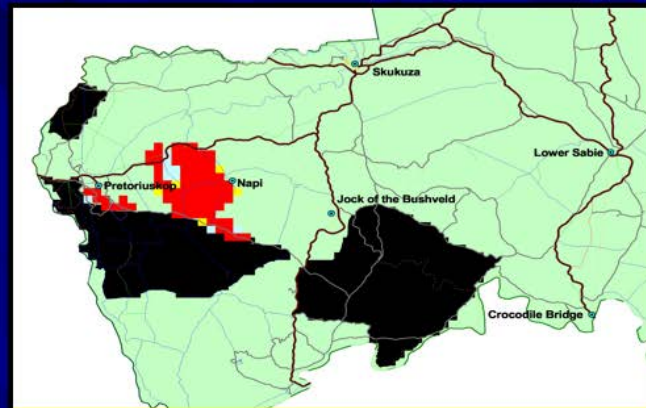 Skukuza
Lower Sabie
Pretoriuskop
Napi
Jock of the Bushveld
Crocodile Bridge